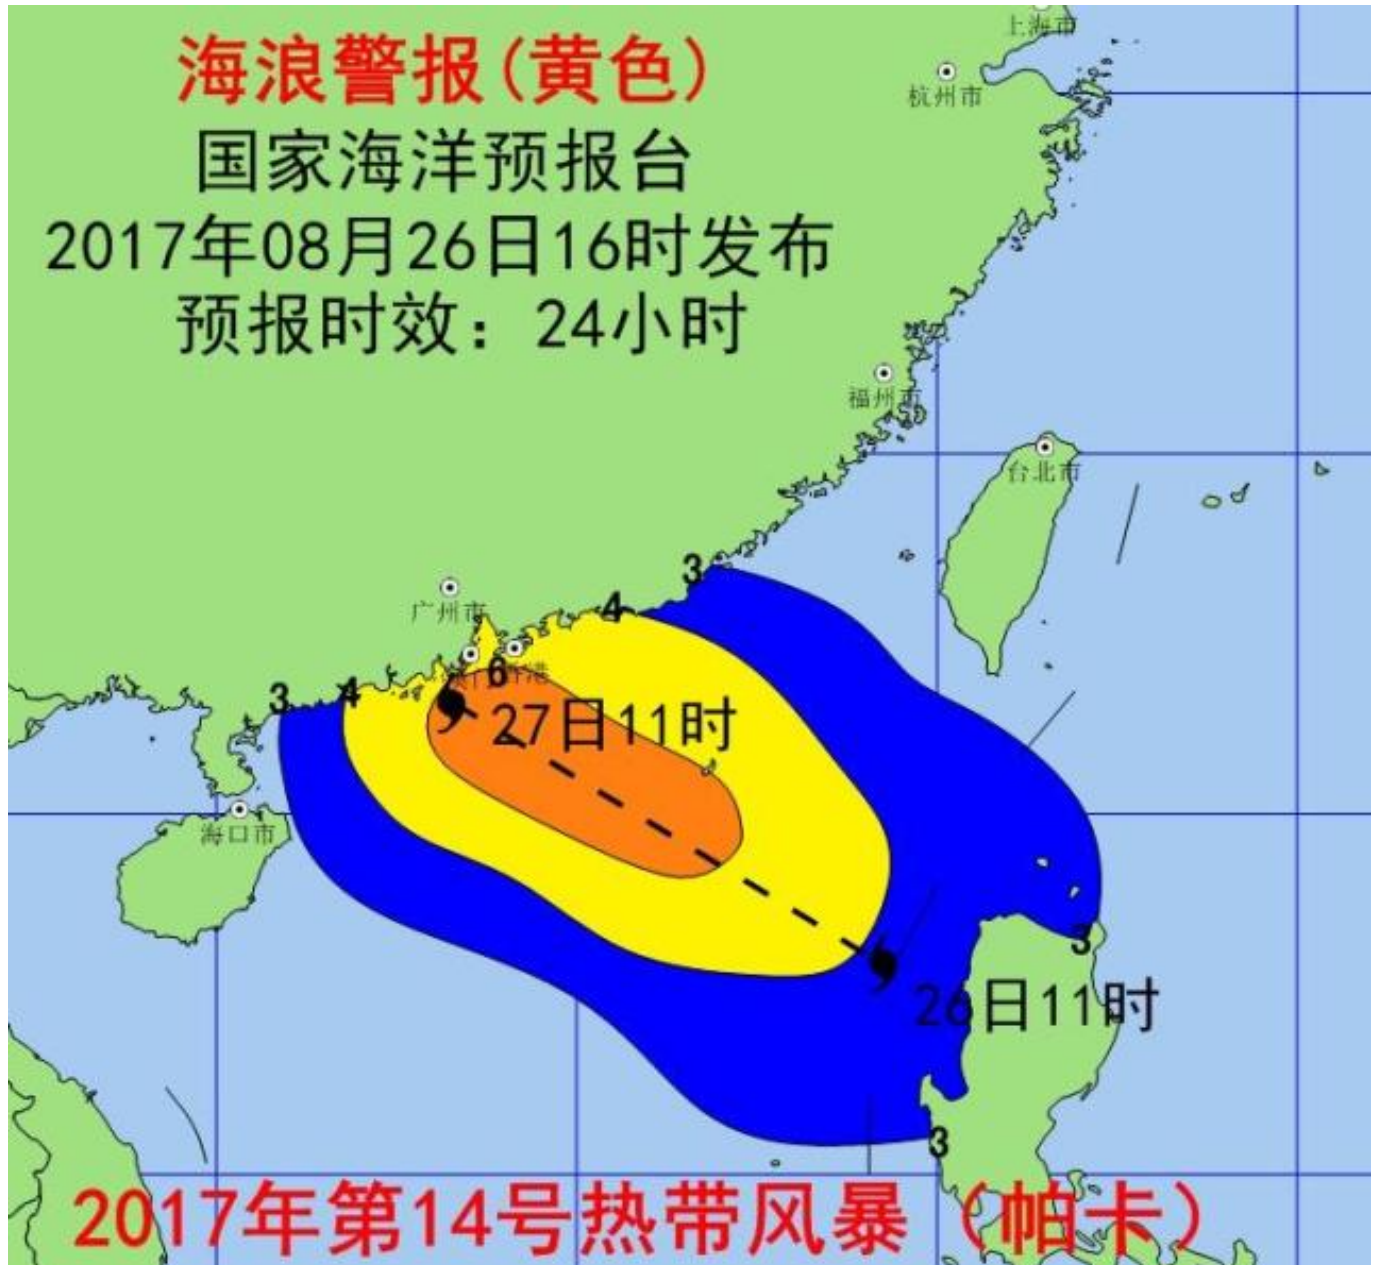 上海市
海浪警报(黄色)
杭州市
国家海洋预报台
2017年08月26日16时发布
预报时效：24小时
福州市
台北市
3
4
广州市
6
香港
3
4
27日11时
海口市
3
26日11时
3
2017年第14号热带风暴（帕卡）